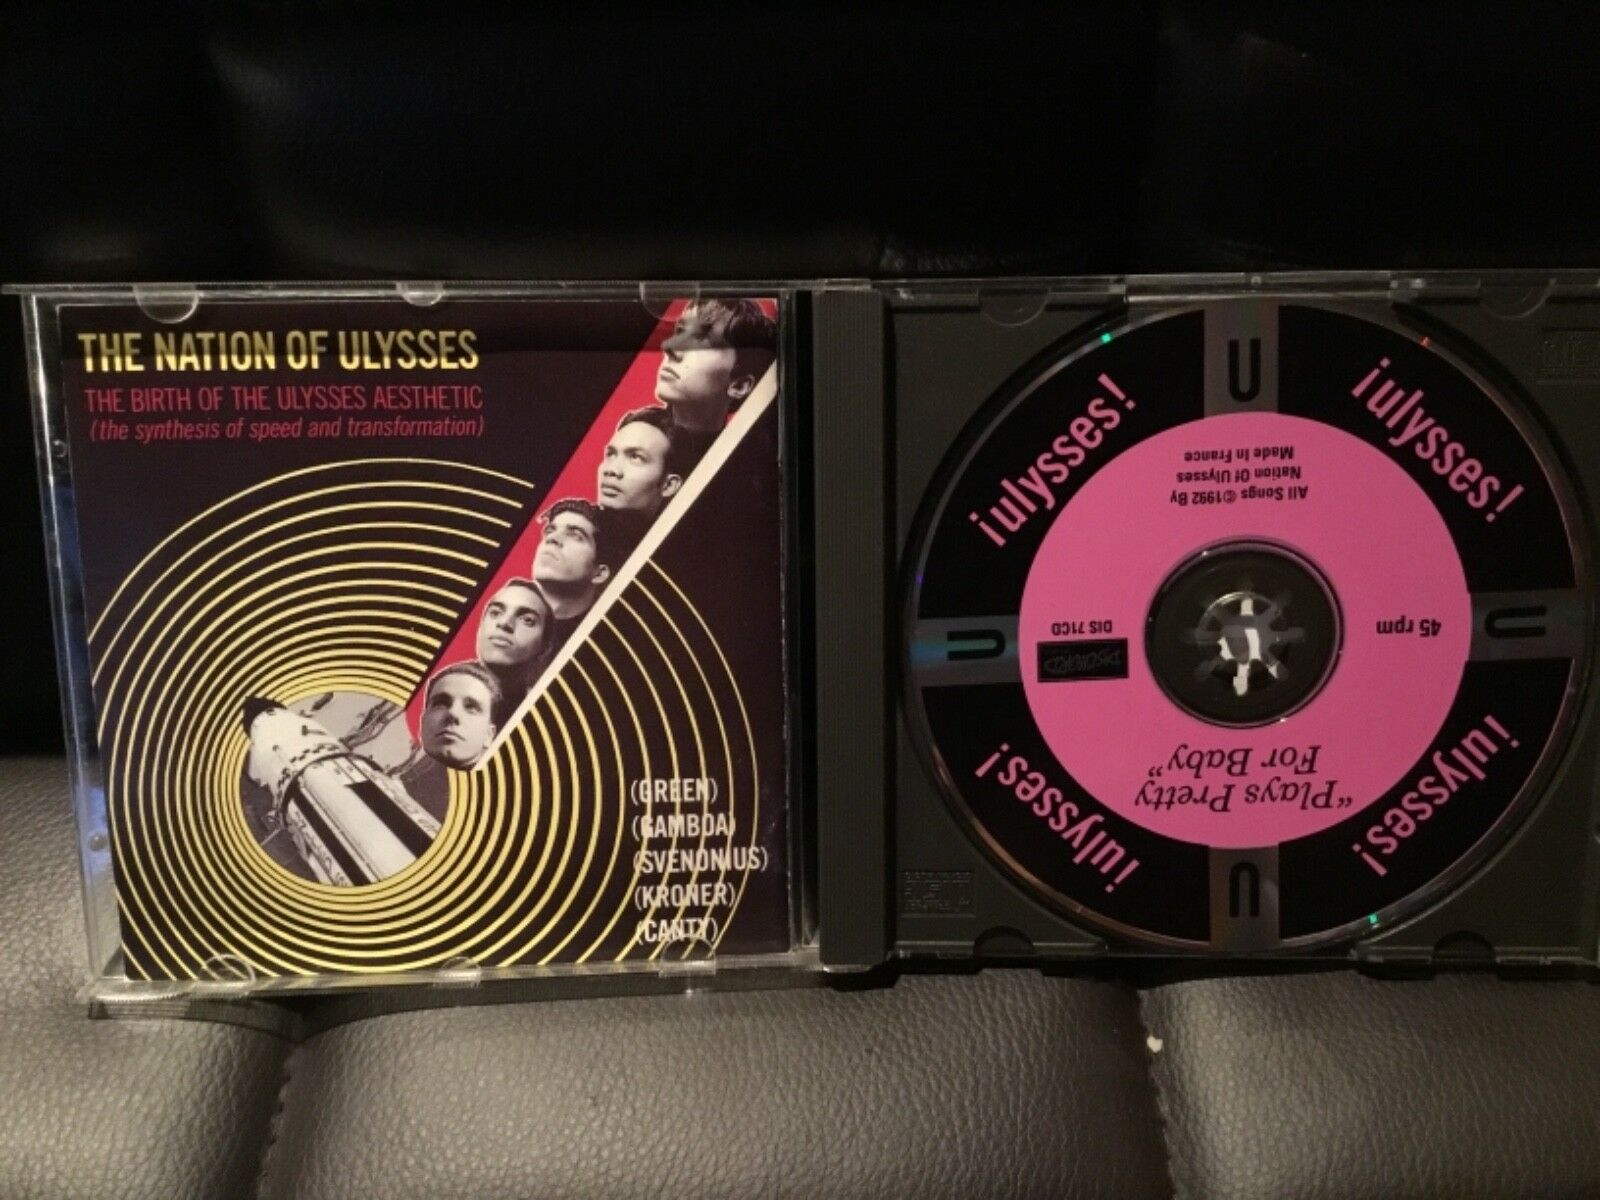 THE NATION OF ULYSSES
THE BIRTH OF THE ULYSSES AESTHETIC
(the synthesis of speed and transformation)
(GREEN)
(GAMBOA)
(SVENONIUS)
(KRONER)
(CANTY)
U
U
U
U
¡ulysses!
¡ulysses!
¡ulysses!
¡ulysses!
"Plays Pretty
For Baby"
45 rpm
DISCHORD
DIS 71CD
All Songs ©1992 By
Nation Of Ulysses
Made In France